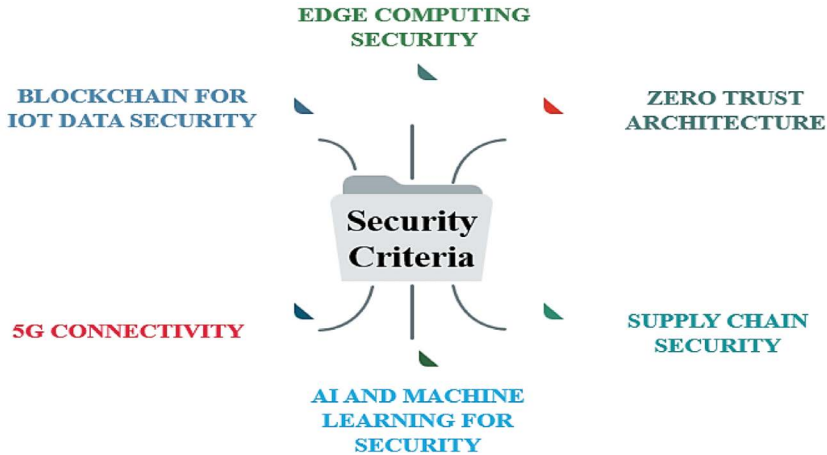 EDGE COMPUTING
SECURITY
BLOCKCHAIN FOR
IOT DATA SECURITY
ZERO TRUST
ARCHITECTURE
Security
Criteria
5G CONNECTIVITY
SUPPLY CHAIN
SECURITY
AI AND MACHINE
LEARNING FOR
SECURITY